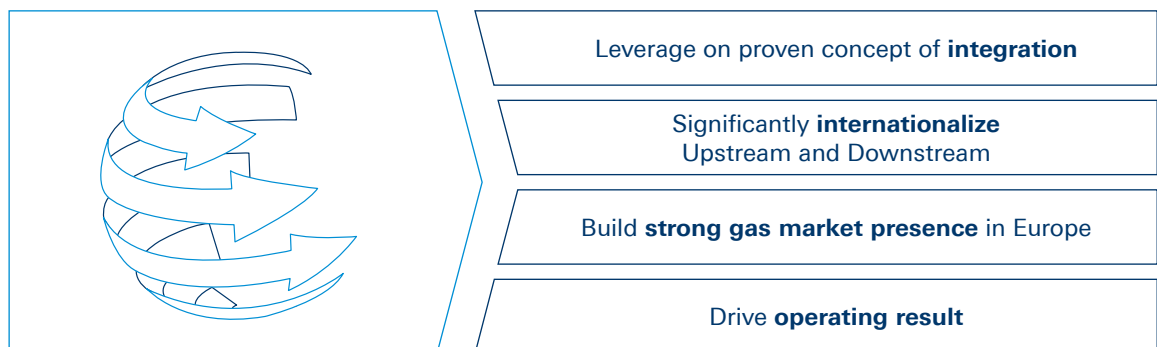 Leverage on proven concept of integration
Significantly internationalize
Upstream and Downstream
Build strong gas market presence in Europe
Drive operating result